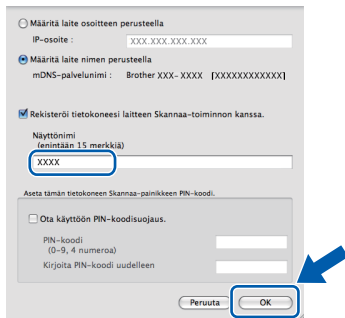 Määritä laite osoitteen perusteella
IP-osoite : XXX.XXX.XXX.XXX
Määritä laite nimen perusteella
mDNS-palvelunimi : Brother XXX-XXXX [XXXXXXXXXXXX]
Rekisteröi tietokoneesi laitteen Skannaa-toiminnon kanssa.
Näyttönimi
(enintään 15 merkkiä)
XXXX
Aseta tämän tietokoneen Skannaa-painikkeen PIN-koodi.
Ota käyttöön PIN-koodisuojaus.
PIN-koodi
(0-9, 4 numeroa)
Kirjoita PIN-koodi uudelleen
Peruuta OK